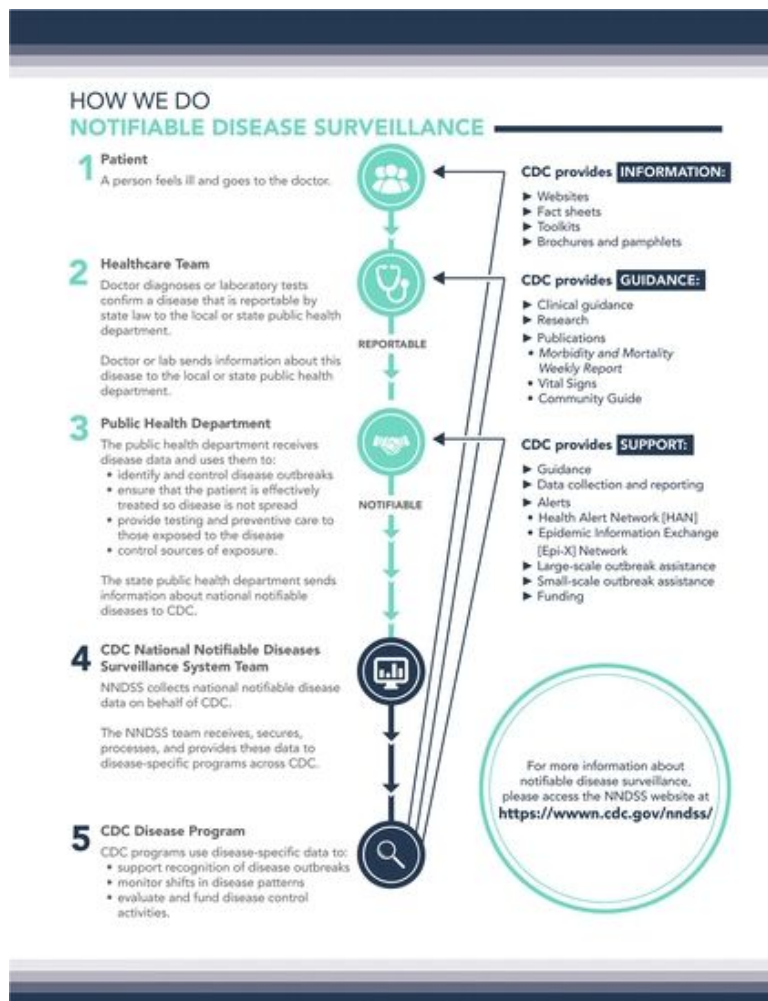 HOW WE DO
NOTIFIABLE DISEASE SURVEILLANCE
1 Patient
A person feels ill and goes to the doctor.
2 Healthcare Team
Doctor diagnoses or laboratory tests
confirm a disease that is reportable by
state law to the local or state public health
department.
Doctor or lab sends information about this
disease to the local or state public health
department.
REPORTABLE
3 Public Health Department
The public health department receives
disease data and uses them to:
• identify and control disease outbreaks
• ensure that the patient is effectively
treated so disease is not spread
• provide testing and preventive care to
those exposed to the disease
• control sources of exposure.
The state public health department sends
information about national notifiable
diseases to CDC.
NOTIFIABLE
4 CDC National Notifiable Diseases
Surveillance System Team
NNDSS collects national notifiable disease
data on behalf of CDC.
The NNDSS team receives, secures,
processes, and provides these data to
disease-specific programs across CDC.
5 CDC Disease Program
CDC programs use disease-specific data to:
• support recognition of disease outbreaks
• monitor shifts in disease patterns
• evaluate and fund disease control
activities.
CDC provides INFORMATION:
► Websites
► Fact sheets
► Toolkits
► Brochures and pamphlets
CDC provides GUIDANCE:
► Clinical guidance
► Research
► Publications
• Morbidity and Mortality
Weekly Report
• Vital Signs
• Community Guide
CDC provides SUPPORT:
► Guidance
► Data collection and reporting
► Alerts
• Health Alert Network [HAN]
• Epidemic Information Exchange
[Epi-X] Network
► Large-scale outbreak assistance
► Small-scale outbreak assistance
► Funding
For more information about
notifiable disease surveillance,
please access the NNDSS website at
https://wwwn.cdc.gov/nndss/